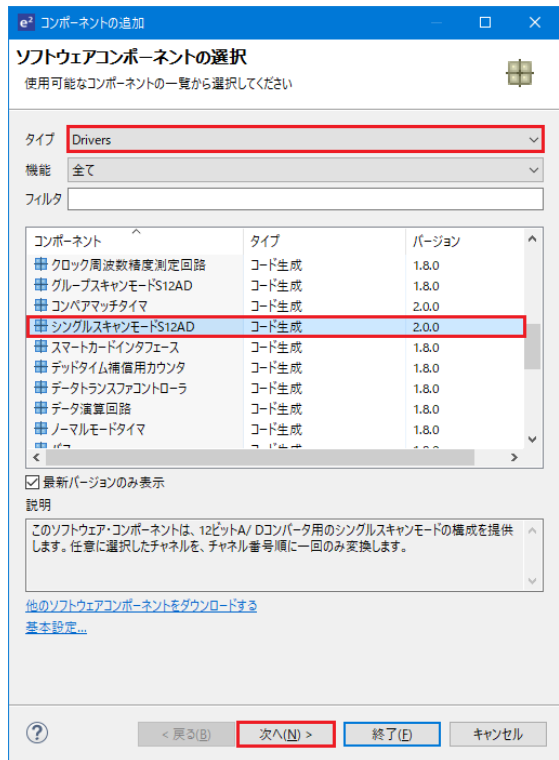 e² コンポーネントの追加
ソフトウェアコンポーネントの選択
使用可能なコンポーネントの一覧から選択してください
タイプ Drivers
機能 全て
フィルタ
コンポーネント タイプ バージョン
クロック周波数精度測定回路 コード生成 1.8.0
グループスキャンモードS12AD コード生成 1.8.0
コンペアマッチタイマ コード生成 2.0.0
シングルスキャンモードS12AD コード生成 2.0.0
スマートカードインタフェース コード生成 1.8.0
デッドタイム補償用カウンタ コード生成 1.8.0
データトランスファコントローラ コード生成 1.8.0
データ演算回路 コード生成 1.8.0
ノーマルモードタイマ コード生成 1.8.0
最新バージョンのみ表示
説明
このソフトウェア・コンポーネントは、12ビットA/ Dコンバータ用のシングルスキャンモードの構成を提供
します。任意に選択したチャネルを、チャネル番号順に一回のみ変換します。
他のソフトウェアコンポーネントをダウンロードする
基本設定...
? < 戻る(B) 次へ(N) > 終了(F) キャンセル